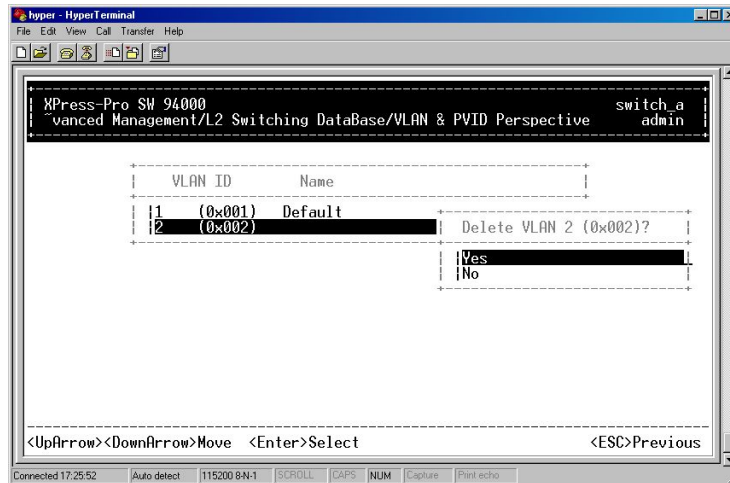 hyper - HyperTerminal
File Edit View Call Transfer Help
XPress-Pro SW 94000 switch_a
~vanced Management/L2 Switching DataBase/VLAN & PVID Perspective admin
VLAN ID Name
1 (0x001) Default
2 (0x002)
Delete VLAN 2 (0x002)?
Yes
No
<UpArrow><DownArrow>Move <Enter>Select <ESC>Previous
Connected 17:25:52 Auto detect 115200 8-N-1 SCROLL CAPS NUM Capture Print echo